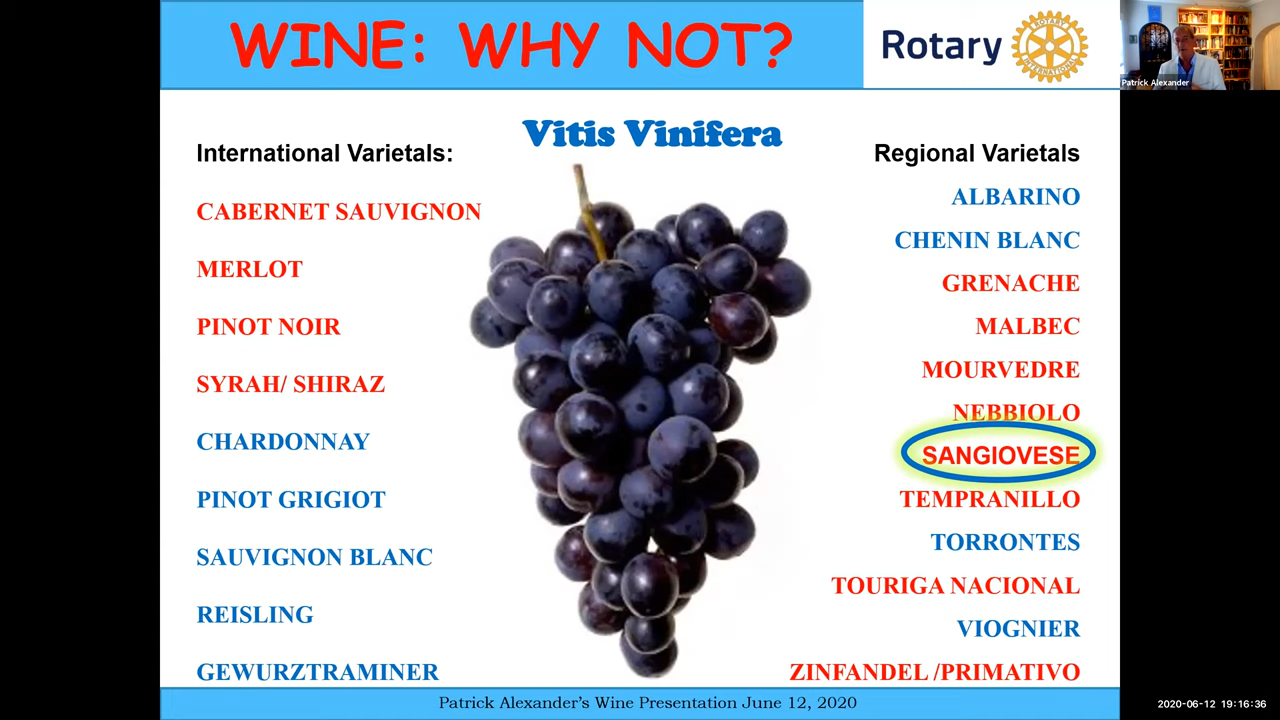 WINE: WHY NOT?
Rotary
ROTARY
INTERNATIONAL
Patrick Alexander
Vitis Vinifera
International Varietals:
CABERNET SAUVIGNON
MERLOT
PINOT NOIR
SYRAH/ SHIRAZ
CHARDONNAY
PINOT GRIGIOT
SAUVIGNON BLANC
REISLING
GEWURZTRAMINER
Regional Varietals
ALBARINO
CHENIN BLANC
GRENACHE
MALBEC
MOURVEDRE
NEBBIOLO
SANGIOVESE
TEMPRANILLO
TORRONTES
TOURIGA NACIONAL
VIOGNIER
ZINFANDEL /PRIMATIVO
Patrick Alexander's Wine Presentation June 12, 2020
2020-06-12 19:16:36